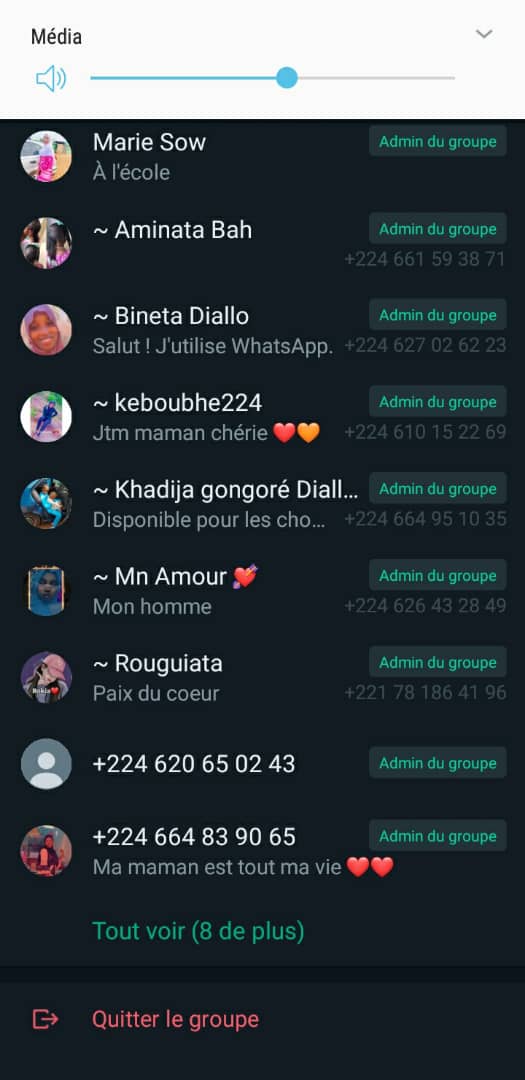 Média
Marie Sow
Admin du groupe
À l'école
~ Aminata Bah
Admin du groupe
+224 661 59 38 71
~ Bineta Diallo
Admin du groupe
Salut ! J'utilise WhatsApp.
+224 627 02 62 23
~ keboubhe224
Admin du groupe
Jtm maman chérie ❤️🧡
+224 610 15 22 69
~ Khadija gongoré Diall...
Admin du groupe
Disponible pour les cho...
+224 664 95 10 35
~ Mn Amour 💘
Admin du groupe
Mon homme
+224 626 43 28 49
~ Rouguiata
Admin du groupe
Paix du coeur
+221 78 186 41 96
+224 620 65 02 43
Admin du groupe
+224 664 83 90 65
Admin du groupe
Ma maman est tout ma vie ❤️❤️
Tout voir (8 de plus)
Quitter le groupe